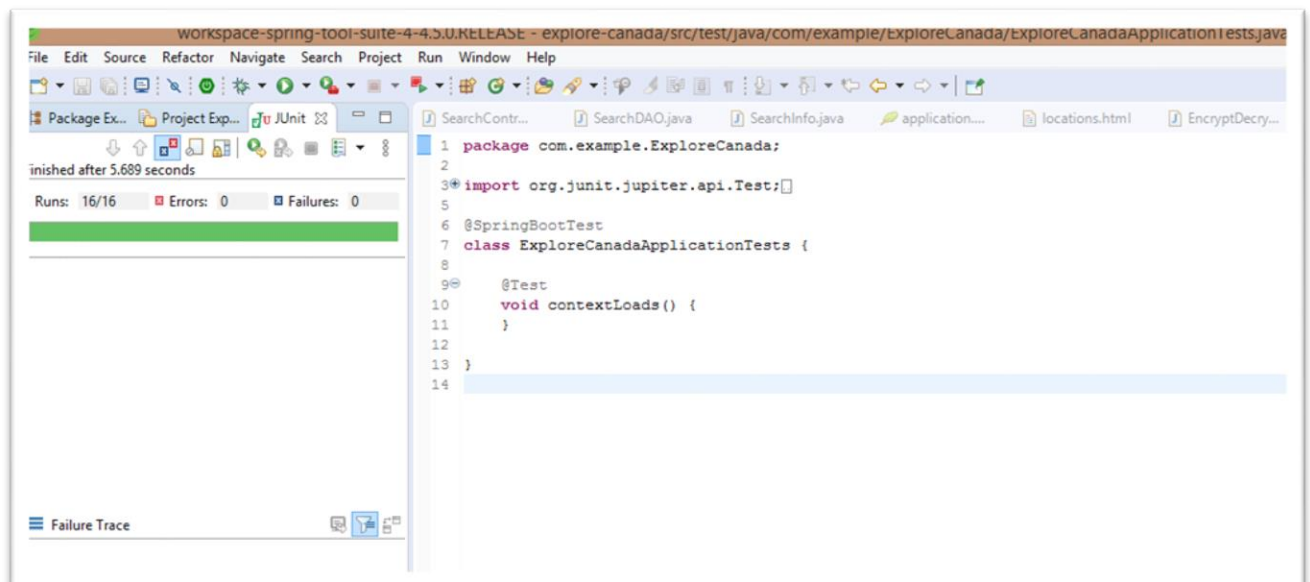 workspace-spring-tool-suite-4-4.5.0.RELEASE - explore-canada/src/test/java/com/example/ExploreCanada/ExploreCanadaApplicationTests.java
File Edit Source Refactor Navigate Search Project Run Window Help
Package Ex... Project Exp... JUnit
SearchContr... SearchDAO.java SearchInfo.java application.... locations.html EncryptDecry...
Finished after 5.689 seconds
Runs: 16/16 Errors: 0 Failures: 0
1 package com.example.ExploreCanada;
2
3 import org.junit.jupiter.api.Test;
5
6 @SpringBootTest
7 class ExploreCanadaApplicationTests {
8
9 @Test
10 void contextLoads() {
11 }
12
13 }
14
Failure Trace